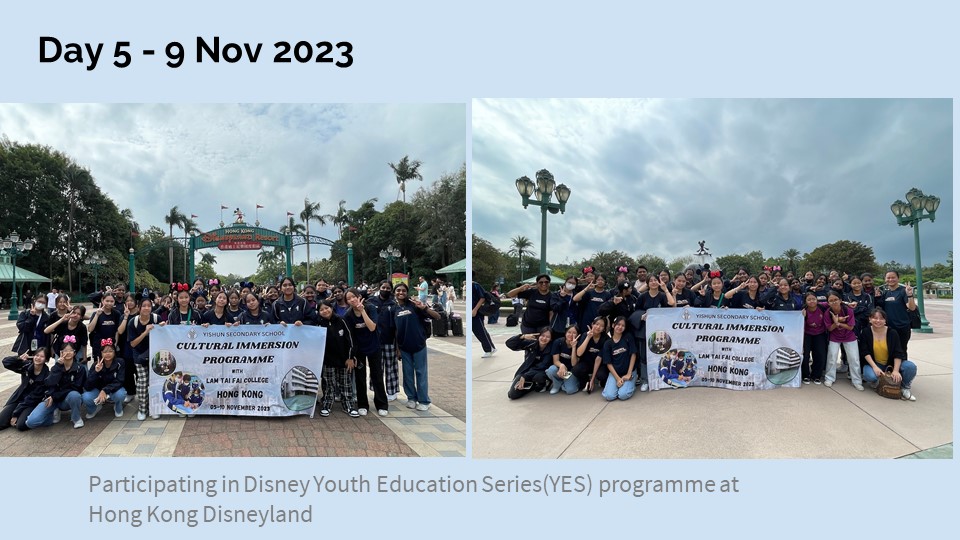 Day 5 - 9 Nov 2023
HONG KONG
Disneyland Resort
YISHUN SECONDARY SCHOOL
CULTURAL IMMERSION
PROGRAMME
WITH
LAM TAI FAI COLLEGE
HONG KONG
05-10 NOVEMBER 2023
YISHUN SECONDARY SCHOOL
CULTURAL IMMERSION
PROGRAMME
WITH
LAM TAI FAI COLLEGE
HONG KONG
05-10 NOVEMBER 2023
Participating in Disney Youth Education Series(YES) programme at
Hong Kong Disneyland